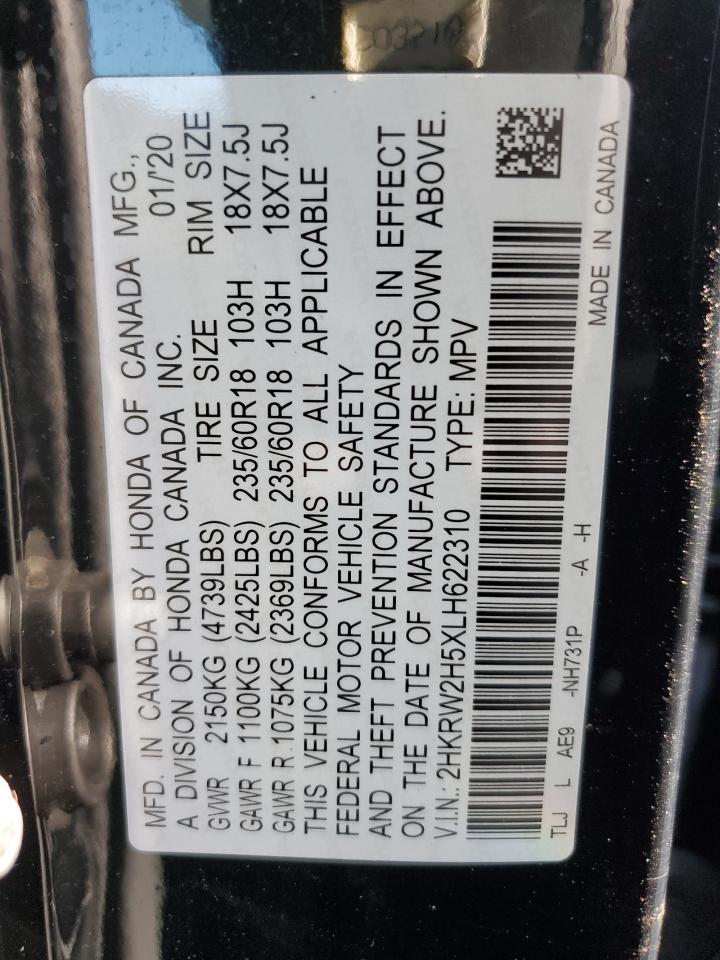 MFD. IN CANADA BY HONDA OF CANADA MFG.,
A DIVISION OF HONDA CANADA INC. 01/'20
GVWR 2150KG (4739LBS) TIRE SIZE RIM SIZE
GAWR F 1100KG (2425LBS) 235/60R18 103H 18X7.5J
GAWR R 1075KG (2369LBS) 235/60R18 103H 18X7.5J
THIS VEHICLE CONFORMS TO ALL APPLICABLE
FEDERAL MOTOR VEHICLE SAFETY
AND THEFT PREVENTION STANDARDS IN EFFECT
ON THE DATE OF MANUFACTURE SHOWN ABOVE.
V.I.N.: 2HKRW2H5XLH622310 TYPE: MPV
TLJ L AE9 -NH731P -A -H
MADE IN CANADA